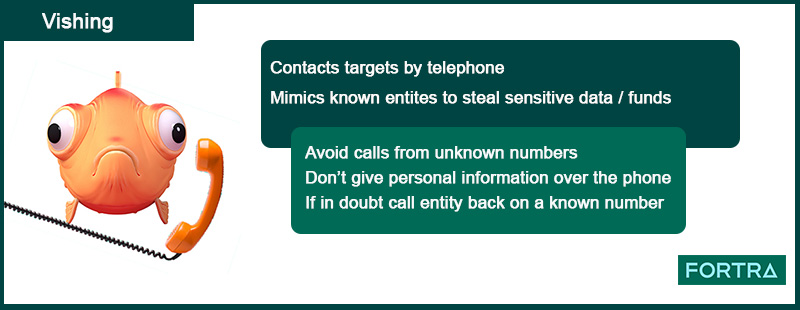 Vishing
Contacts targets by telephone
Mimics known entites to steal sensitive data / funds
Avoid calls from unknown numbers
Don’t give personal information over the phone
If in doubt call entity back on a known number
FORTRA